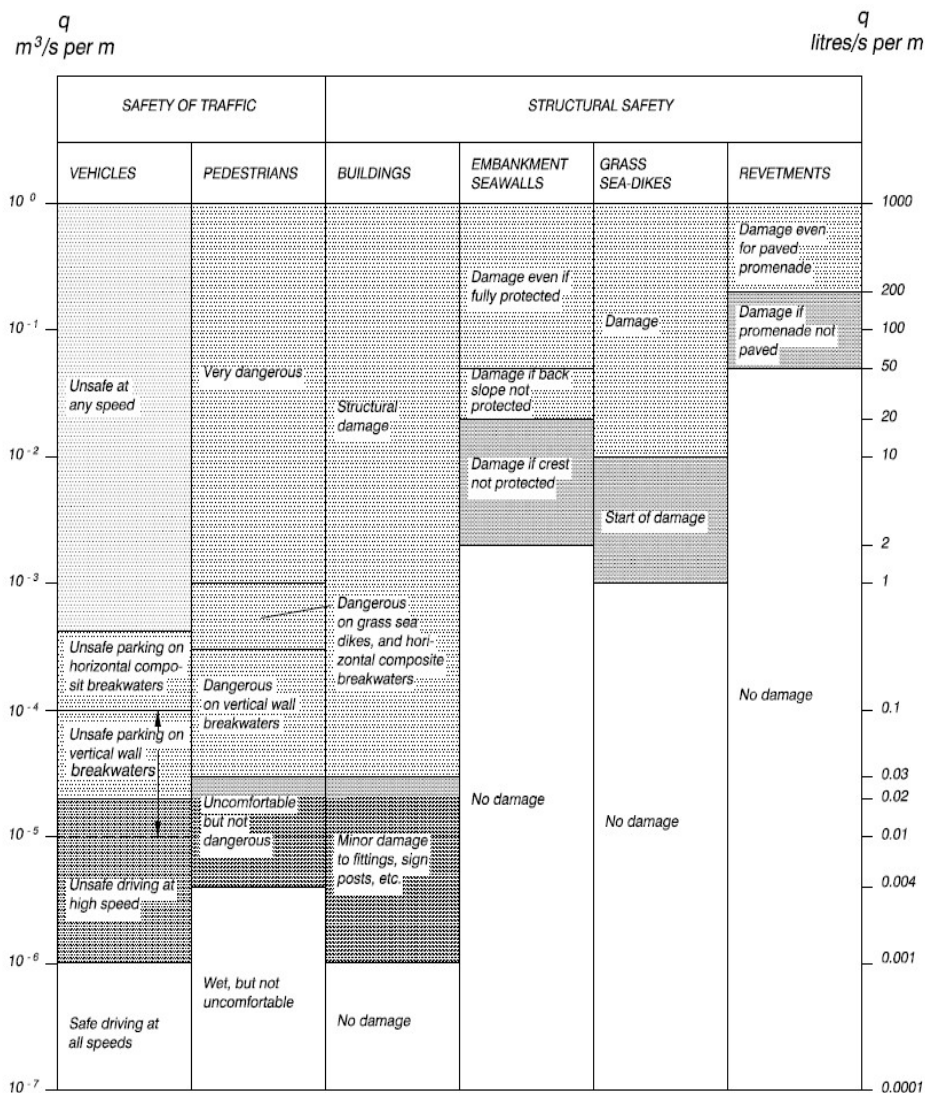 q
m³/s per m
q
litres/s per m
SAFETY OF TRAFFIC
STRUCTURAL SAFETY
VEHICLES
PEDESTRIANS
BUILDINGS
EMBANKMENT
SEAWALLS
GRASS
SEA-DIKES
REVETMENTS
10⁰
10⁻¹
10⁻²
10⁻³
10⁻⁴
10⁻⁵
10⁻⁶
10⁻⁷
Unsafe at
any speed
Unsafe parking on
horizontal compo-
sit breakwaters
Unsafe parking on
vertical wall
breakwaters
Unsafe driving at
high speed
Safe driving at
all speeds
Very dangerous
Dangerous
on grass sea
dikes, and hori-
zontal composite
breakwaters
Dangerous
on vertical wall
breakwaters
Uncomfortable
but not
dangerous
Wet, but not
uncomfortable
Structural
damage
Minor damage
to fittings, sign
posts, etc.
No damage
Damage even if
fully protected
Damage if back
slope not
protected
Damage if crest
not protected
No damage
Damage
Start of damage
No damage
Damage even
for paved
promenade
Damage if
promenade not
paved
No damage
1000
200
100
50
20
10
2
1
0.1
0.03
0.02
0.01
0.004
0.001
0.0001